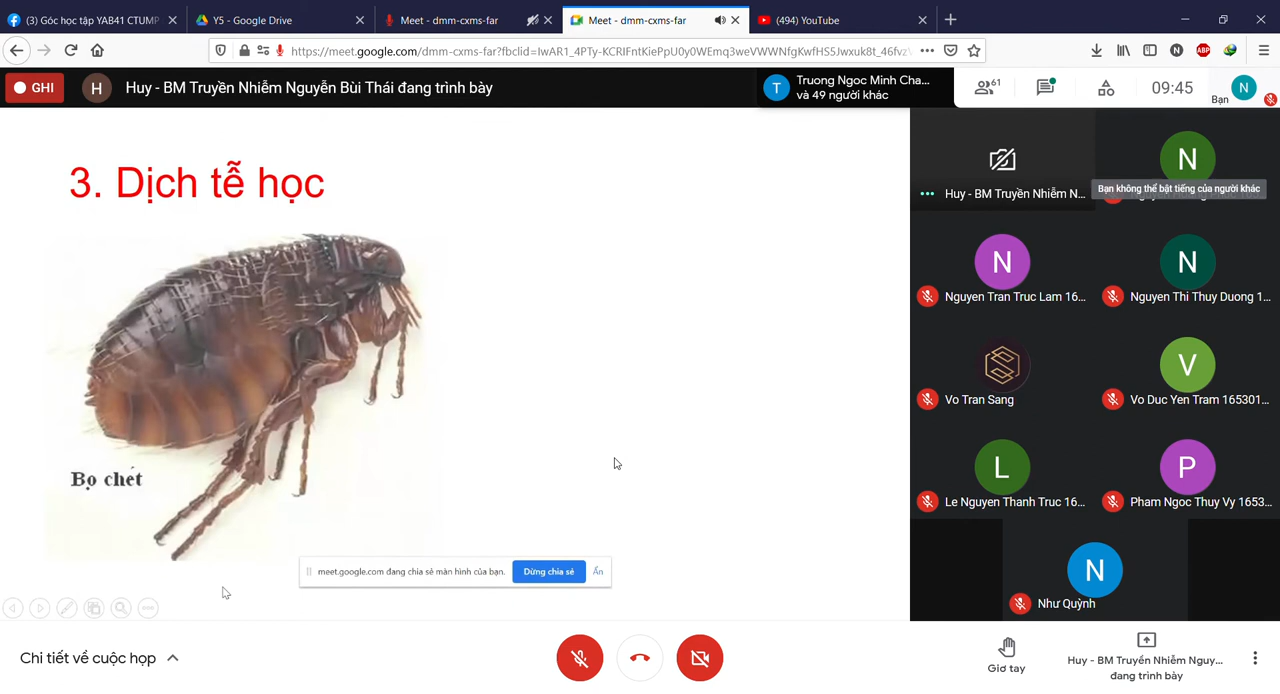 (3) Góc học tập YAB41 CTUMP
Y5 - Google Drive
Meet - dmm-cxms-far
Meet - dmm-cxms-far
(494) YouTube
https://meet.google.com/dmm-cxms-far?fbclid=
N
ABP
GHI
H
Huy - BM Truyền Nhiễm Nguyễn Bùi Thái đang trình bày
T
Truong Ngoc Minh Cha...
và 49 người khác
61
09:45
Bạn
N
3. Dịch tễ học
Bọ chét
meet.google.com đang chia sẻ màn hình của bạn.
Dừng chia sẻ
Ẩn
Huy - BM Truyền Nhiễm N...
N
Bạn không thể bật tiếng của người khác
N
Nguyen Tran Truc Lam 16...
N
Nguyen Thi Thuy Duong 1...
Vo Tran Sang
V
Vo Duc Yen Tram 165301...
L
Le Nguyen Thanh Truc 16...
P
Pham Ngoc Thuy Vy 1653...
N
Như Quỳnh
Chi tiết về cuộc họp
Giơ tay
Huy - BM Truyền Nhiễm Nguy...
đang trình bày